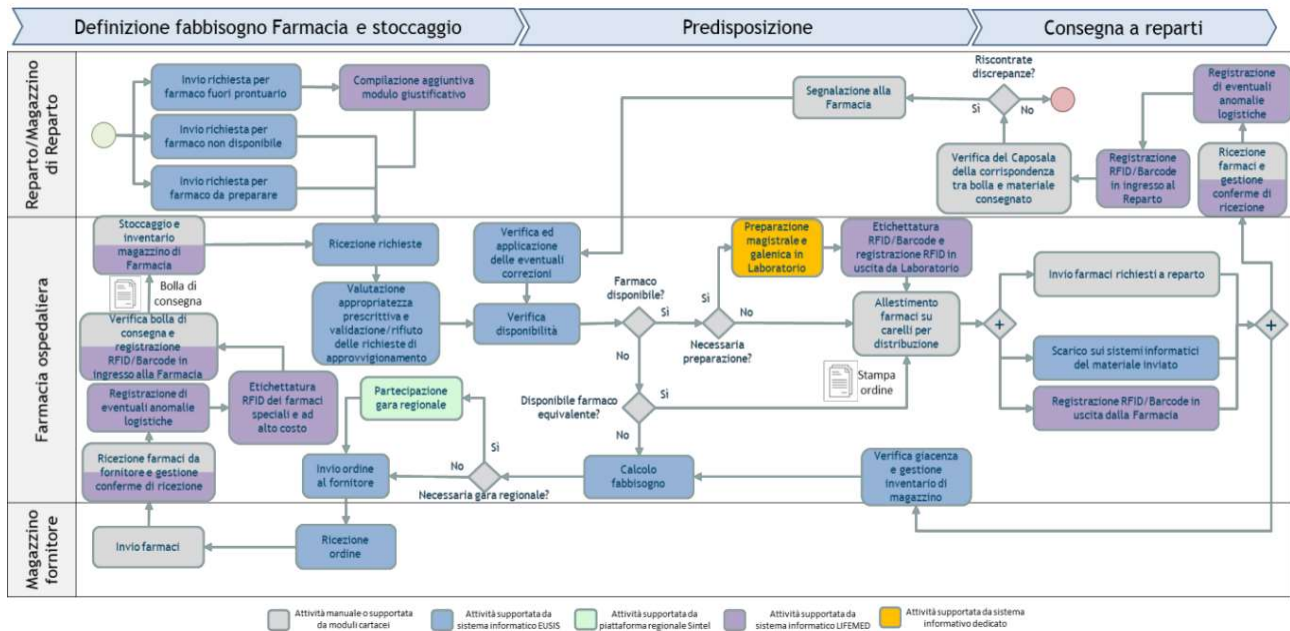 Definizione fabbisogno Farmacia e stoccaggio
Predisposizione
Consegna a reparti
Reparto/Magazzino
di Reparto
Invio richiesta per
farmaco fuori prontuario
Compilazione aggiuntiva
modulo giustificativo
Invio richiesta per
farmaco non disponibile
Invio richiesta per
farmaco da preparare
Segnalazione alla
Farmacia
Riscontrate
discrepanze?
Sì
No
Verifica del Caposala
della corrispondenza
tra bolla e materiale
consegnato
Registrazione
RFID/Barcode
in ingresso al
Reparto
Registrazione
di eventuali
anomalie
logistiche
Ricezione
farmaci e
gestione
conferme di
ricezione
Farmacia ospedaliera
Stoccaggio e
inventario
magazzino di
Farmacia
Bolla di
consegna
Verifica bolla di
consegna e
registrazione
RFID/Barcode in
ingresso alla Farmacia
Registrazione di
eventuali anomalie
logistiche
Etichettatura
RFID dei farmaci
speciali e ad
alto costo
Ricezione farmaci da
fornitore e gestione
conferme di ricezione
Ricezione richieste
Valutazione
appropriatezza
prescrittiva e
validazione/rifiuto
delle richieste di
approvvigionamento
Verifica ed
applicazione
delle eventuali
correzioni
Verifica
disponibilità
Farmaco
disponibile?
Sì
No
Sì
No
Necessaria
preparazione?
Preparazione
magistrale e
galenica in
Laboratorio
Etichettatura
RFID/Barcode e
registrazione RFID in
uscita da Laboratorio
Allestimento
farmaci su
carelli per
distribuzione
Stampa
ordine
Invio farmaci richiesti a reparto
Scarico sui sistemi informatici
del materiale inviato
Registrazione RFID/Barcode in
uscita dalla Farmacia
Disponibile farmaco
equivalente?
Sì
No
Partecipazione
gara regionale
Invio ordine
al fornitore
No
Sì
Necessaria gara regionale?
Calcolo
fabbisogno
Verifica giacenza
e gestione
inventario di
magazzino
Magazzino
fornitore
Invio farmaci
Ricezione
ordine
Attività manuale o supportata
da moduli cartacei
Attività supportata da
sistema informatico EUSIS
Attività supportata da
piattaforma regionale Sintel
Attività supportata da
sistema informatico LIFEMED
Attività supportata da sistema
informativo dedicato